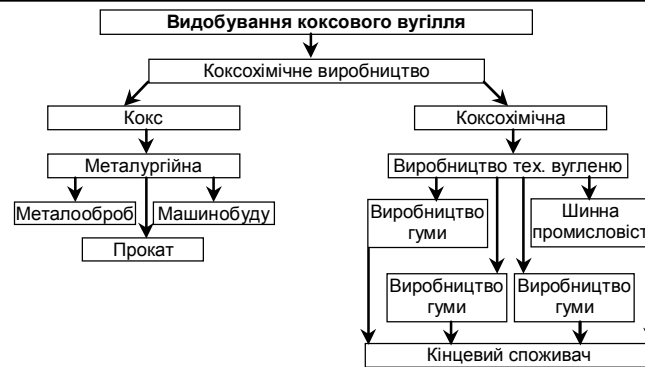 Видобування коксового вугілля
Коксохімічне виробництво
Кокс
Коксохімічна
Металургійна
Виробництво тех. вугленю
Металооброб
Машинобуду
Прокат
Виробництво
гуми
Шинна
промисловіст
Виробництво
гуми
Виробництво
гуми
Кінцевий споживач